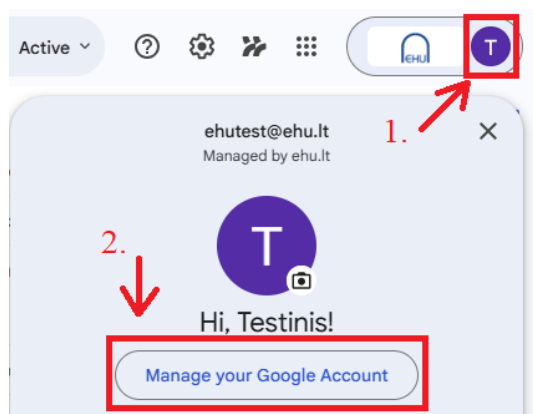 Active
EHU
T
1.
ehutest@ehu.lt
Managed by ehu.lt
2.
T
Hi, Testinis!
Manage your Google Account